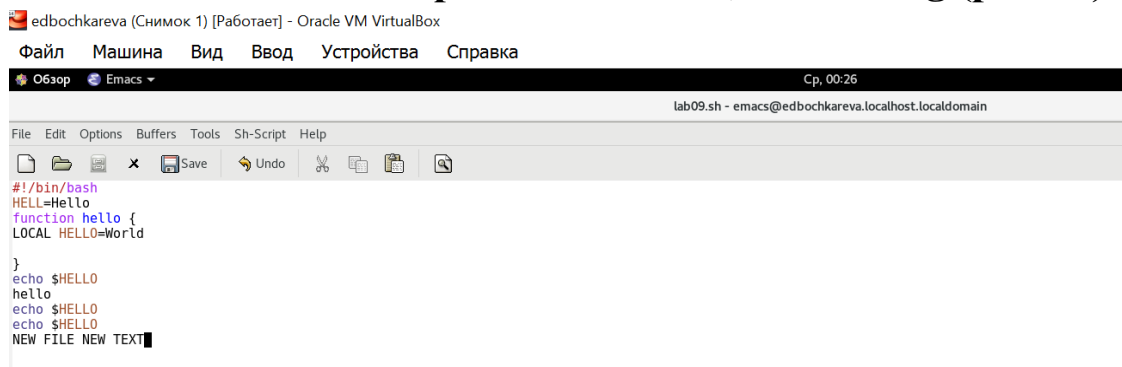 edbochkareva (Снимок 1) [Работает] - Oracle VM VirtualBox
Файл Машина Вид Ввод Устройства Справка
Обзор Emacs Ср, 00:26
lab09.sh - emacs@edbochkareva.localhost.localdomain
File Edit Options Buffers Tools Sh-Script Help
Save Undo
#!/bin/bash
HELL=Hello
function hello {
LOCAL HELLO=World
}
echo $HELLO
hello
echo $HELLO
echo $HELLO
NEW FILE NEW TEXT